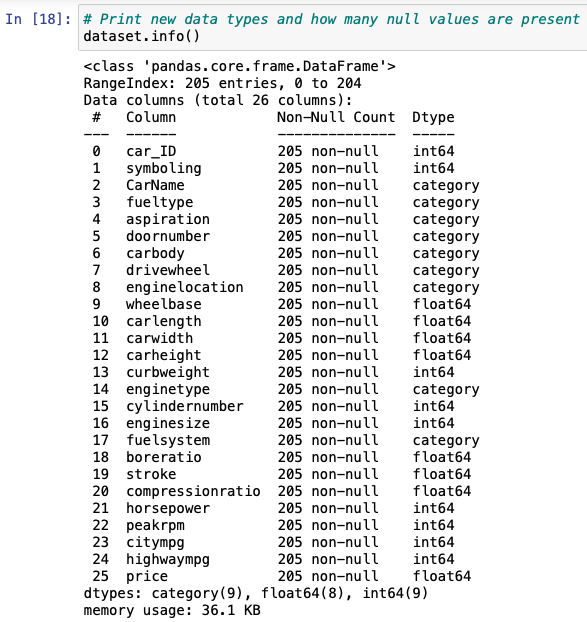 In [18]: # Print new data types and how many null values are present
dataset.info()
<class 'pandas.core.frame.DataFrame'>
RangeIndex: 205 entries, 0 to 204
Data columns (total 26 columns):
 #   Column            Non-Null Count  Dtype
---  ------            --------------  -----
 0   car_ID            205 non-null    int64
 1   symboling         205 non-null    int64
 2   CarName           205 non-null    category
 3   fueltype          205 non-null    category
 4   aspiration        205 non-null    category
 5   doornumber        205 non-null    category
 6   carbody           205 non-null    category
 7   drivewheel        205 non-null    category
 8   enginelocation    205 non-null    category
 9   wheelbase         205 non-null    float64
 10  carlength         205 non-null    float64
 11  carwidth          205 non-null    float64
 12  carheight         205 non-null    float64
 13  curbweight        205 non-null    int64
 14  enginetype        205 non-null    category
 15  cylindernumber    205 non-null    int64
 16  enginesize        205 non-null    int64
 17  fuelsystem        205 non-null    category
 18  boreratio         205 non-null    float64
 19  stroke            205 non-null    float64
 20  compressionratio  205 non-null    float64
 21  horsepower        205 non-null    int64
 22  peakrpm           205 non-null    int64
 23  citympg           205 non-null    int64
 24  highwaympg        205 non-null    int64
 25  price             205 non-null    float64
dtypes: category(9), float64(8), int64(9)
memory usage: 36.1 KB